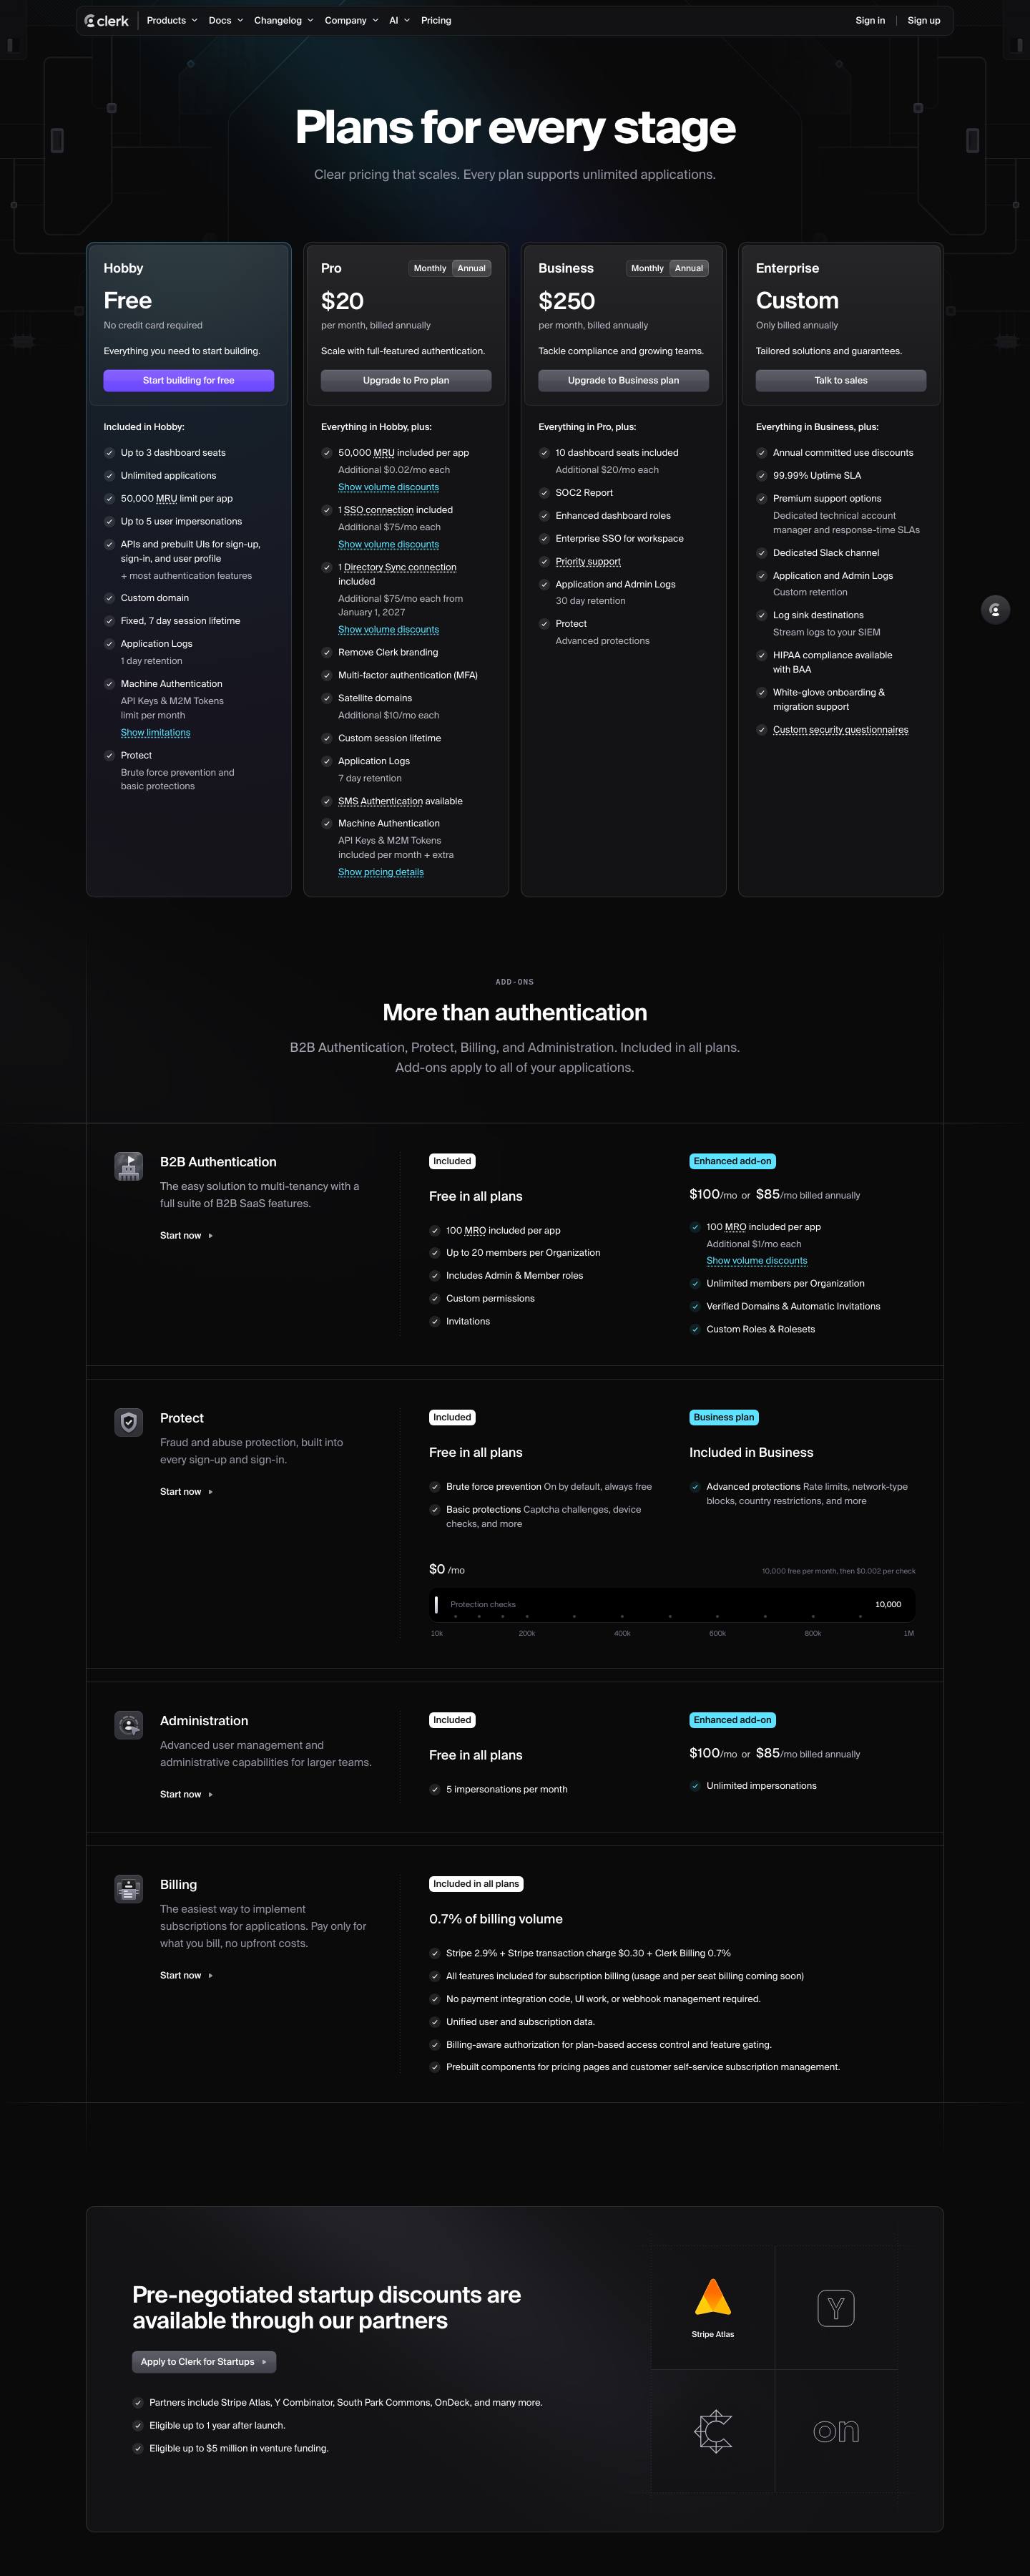 clerk
Products
Docs
Changelog
Company
AI
Pricing
Sign in
Sign up
Plans for every stage
Clear pricing that scales. Every plan supports unlimited applications.
Hobby
Free
No credit card required
Everything you need to start building.
Start building for free
Included in Hobby:
Up to 3 dashboard seats
Unlimited applications
50,000 MRU limit per app
Up to 5 user impersonations
APIs and prebuilt UIs for sign-up,
sign-in, and user profile
+ most authentication features
Custom domain
Fixed, 7 day session lifetime
Application Logs
1 day retention
Machine Authentication
API Keys & M2M Tokens
limit per month
Show limitations
Protect
Brute force prevention and
basic protections
Pro
Monthly
Annual
$20
per month, billed annually
Scale with full-featured authentication.
Upgrade to Pro plan
Everything in Hobby, plus:
50,000 MRU included per app
Additional $0.02/mo each
Show volume discounts
1 SSO connection included
Additional $75/mo each
Show volume discounts
1 Directory Sync connection
included
Additional $75/mo each from
January 1, 2027
Show volume discounts
Remove Clerk branding
Multi-factor authentication (MFA)
Satellite domains
Additional $10/mo each
Custom session lifetime
Application Logs
7 day retention
SMS Authentication available
Machine Authentication
API Keys & M2M Tokens
included per month + extra
Show pricing details
Business
Monthly
Annual
$250
per month, billed annually
Tackle compliance and growing teams.
Upgrade to Business plan
Everything in Pro, plus:
10 dashboard seats included
Additional $20/mo each
SOC2 Report
Enhanced dashboard roles
Enterprise SSO for workspace
Priority support
Application and Admin Logs
30 day retention
Protect
Advanced protections
Enterprise
Custom
Only billed annually
Tailored solutions and guarantees.
Talk to sales
Everything in Business, plus:
Annual committed use discounts
99.99% Uptime SLA
Premium support options
Dedicated technical account
manager and response-time SLAs
Dedicated Slack channel
Application and Admin Logs
Custom retention
Log sink destinations
Stream logs to your SIEM
HIPAA compliance available
with BAA
White-glove onboarding &
migration support
Custom security questionnaires
ADD-ONS
More than authentication
B2B Authentication, Protect, Billing, and Administration. Included in all plans.
Add-ons apply to all of your applications.
B2B Authentication
The easy solution to multi-tenancy with a
full suite of B2B SaaS features.
Start now
Included
Free in all plans
100 MRO included per app
Up to 20 members per Organization
Includes Admin & Member roles
Custom permissions
Invitations
Enhanced add-on
$100/mo or $85/mo billed annually
100 MRO included per app
Additional $1/mo each
Show volume discounts
Unlimited members per Organization
Verified Domains & Automatic Invitations
Custom Roles & Rolesets
Protect
Fraud and abuse protection, built into
every sign-up and sign-in.
Start now
Included
Free in all plans
Brute force prevention On by default, always free
Basic protections Captcha challenges, device
checks, and more
Business plan
Included in Business
Advanced protections Rate limits, network-type
blocks, country restrictions, and more
$0 /mo
10,000 free per month, then $0.002 per check
Protection checks
10,000
10k
200k
400k
600k
800k
1M
Administration
Advanced user management and
administrative capabilities for larger teams.
Start now
Included
Free in all plans
5 impersonations per month
Enhanced add-on
$100/mo or $85/mo billed annually
Unlimited impersonations
Billing
The easiest way to implement
subscriptions for applications. Pay only for
what you bill, no upfront costs.
Start now
Included in all plans
0.7% of billing volume
Stripe 2.9% + Stripe transaction charge $0.30 + Clerk Billing 0.7%
All features included for subscription billing (usage and per seat billing coming soon)
No payment integration code, UI work, or webhook management required.
Unified user and subscription data.
Billing-aware authorization for plan-based access control and feature gating.
Prebuilt components for pricing pages and customer self-service subscription management.
Pre-negotiated startup discounts are
available through our partners
Apply to Clerk for Startups
Partners include Stripe Atlas, Y Combinator, South Park Commons, OnDeck, and many more.
Eligible up to 1 year after launch.
Eligible up to $5 million in venture funding.
Stripe Atlas
Y
C
on